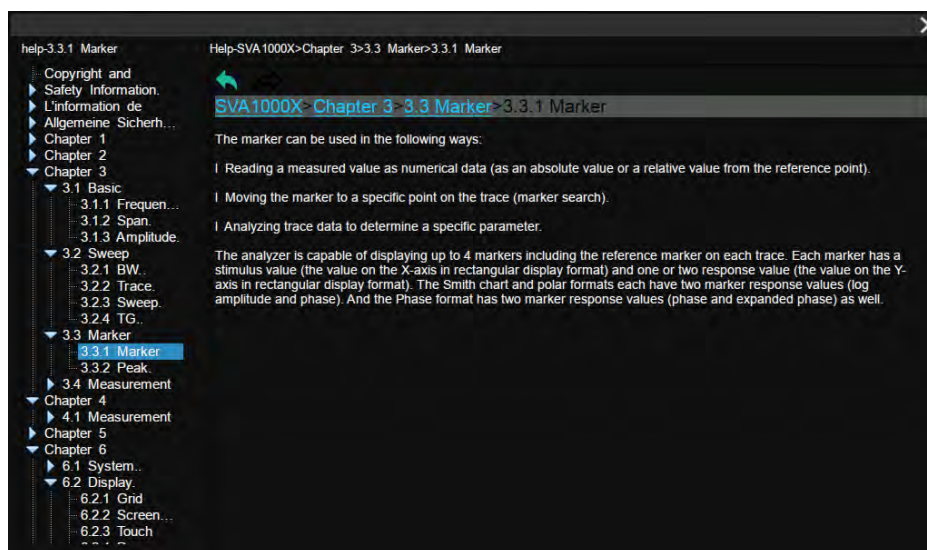 help-3.3.1 Marker
Help-SVA1000X>Chapter 3>3.3 Marker>3.3.1 Marker
Copyright and
Safety Information.
L'information de
Allgemeine Sicherh...
Chapter 1
Chapter 2
Chapter 3
3.1 Basic
3.1.1 Frequen...
3.1.2 Span.
3.1.3 Amplitude.
3.2 Sweep
3.2.1 BW..
3.2.2 Trace.
3.2.3 Sweep.
3.2.4 TG..
3.3 Marker
3.3.1 Marker
3.3.2 Peak.
3.4 Measurement
Chapter 4
4.1 Measurement
Chapter 5
Chapter 6
6.1 System..
6.2 Display.
6.2.1 Grid
6.2.2 Screen...
6.2.3 Touch
SVA1000X>Chapter 3>3.3 Marker>3.3.1 Marker
The marker can be used in the following ways:
l Reading a measured value as numerical data (as an absolute value or a relative value from the reference point).
l Moving the marker to a specific point on the trace (marker search).
l Analyzing trace data to determine a specific parameter.
The analyzer is capable of displaying up to 4 markers including the reference marker on each trace. Each marker has a
stimulus value (the value on the X-axis in rectangular display format) and one or two response value (the value on the Y-
axis in rectangular display format). The Smith chart and polar formats each have two marker response values (log
amplitude and phase). And the Phase format has two marker response values (phase and expanded phase) as well.